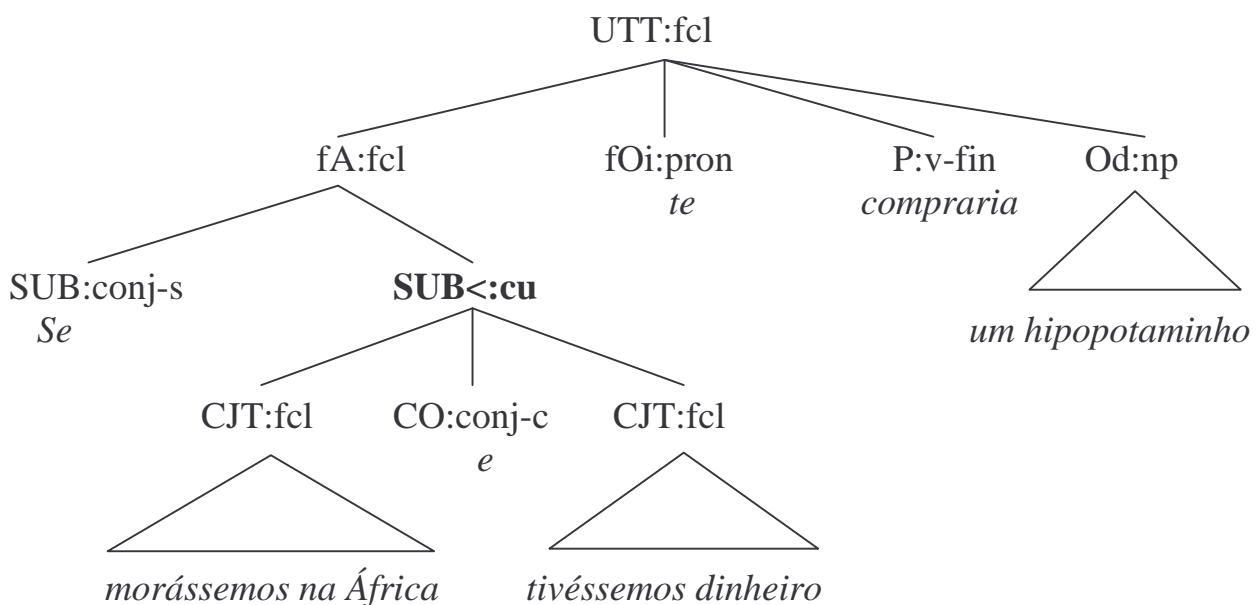 UTT:fcl
fA:fcl fOi:pron P:v-fin Od:np
te compraria
SUB:conj-s SUB<:cu
Se um hipopotaminho
CJT:fcl CO:conj-c CJT:fcl
e
morássemos na África tivéssemos dinheiro